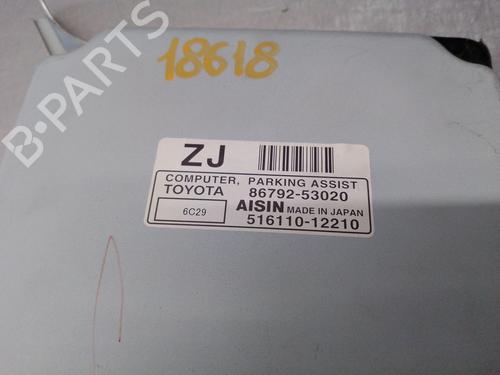 18618
B-PARTS
ZJ
COMPUTER, PARKING ASSIST
TOYOTA 86792-53020
6C29
AISIN MADE IN JAPAN
516110-12210